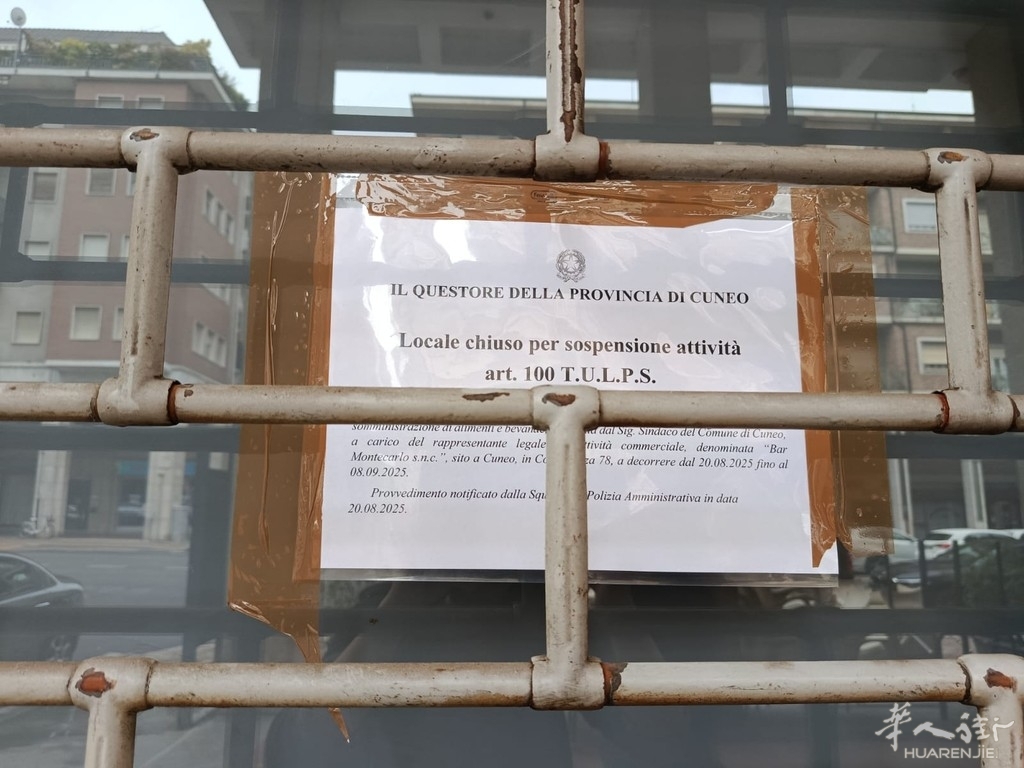 IL QUESTORE DELLA PROVINCIA DI CUNEO
Locale chiuso per sospensione attività
art. 100 T.U.L.P.S.
somministrazione di alimenti e bevande dal Sig. Sindaco del Comune di Cuneo,
a carico del rappresentante legale attività commerciale, denominata “Bar
Montecarlo s.n.c.”, sito a Cuneo, in 78, a decorrere dal 20.08.2025 fino al
08.09.2025.
Provvedimento notificato dalla Polizia Amministrativa in data
20.08.2025.
華人街
HUARENJIE